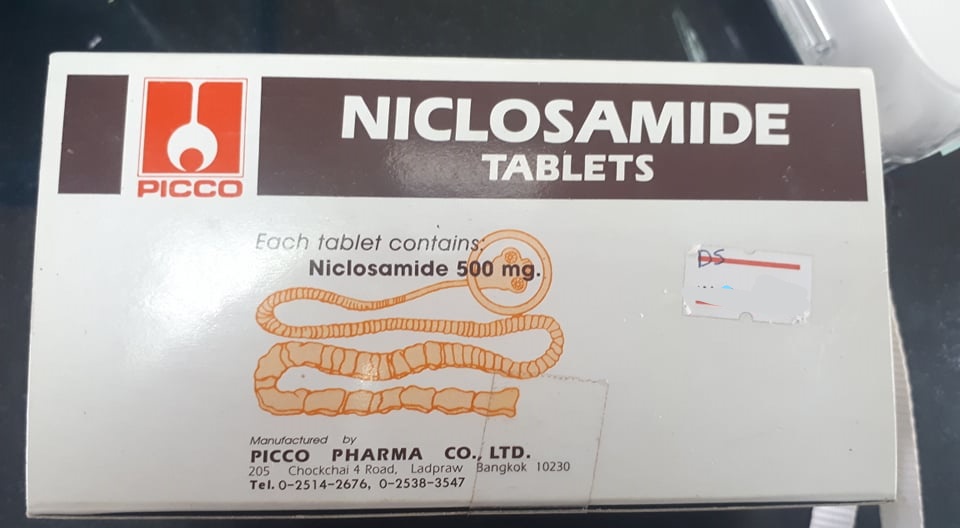 PICCO
NICLOSAMIDE
TABLETS
Each tablet contains:
Niclosamide 500 mg.
DS
Manufactured by
PICCO PHARMA CO., LTD.
205 Chockchai 4 Road, Ladpraw Bangkok 10230
Tel. 0-2514-2676, 0-2538-3547